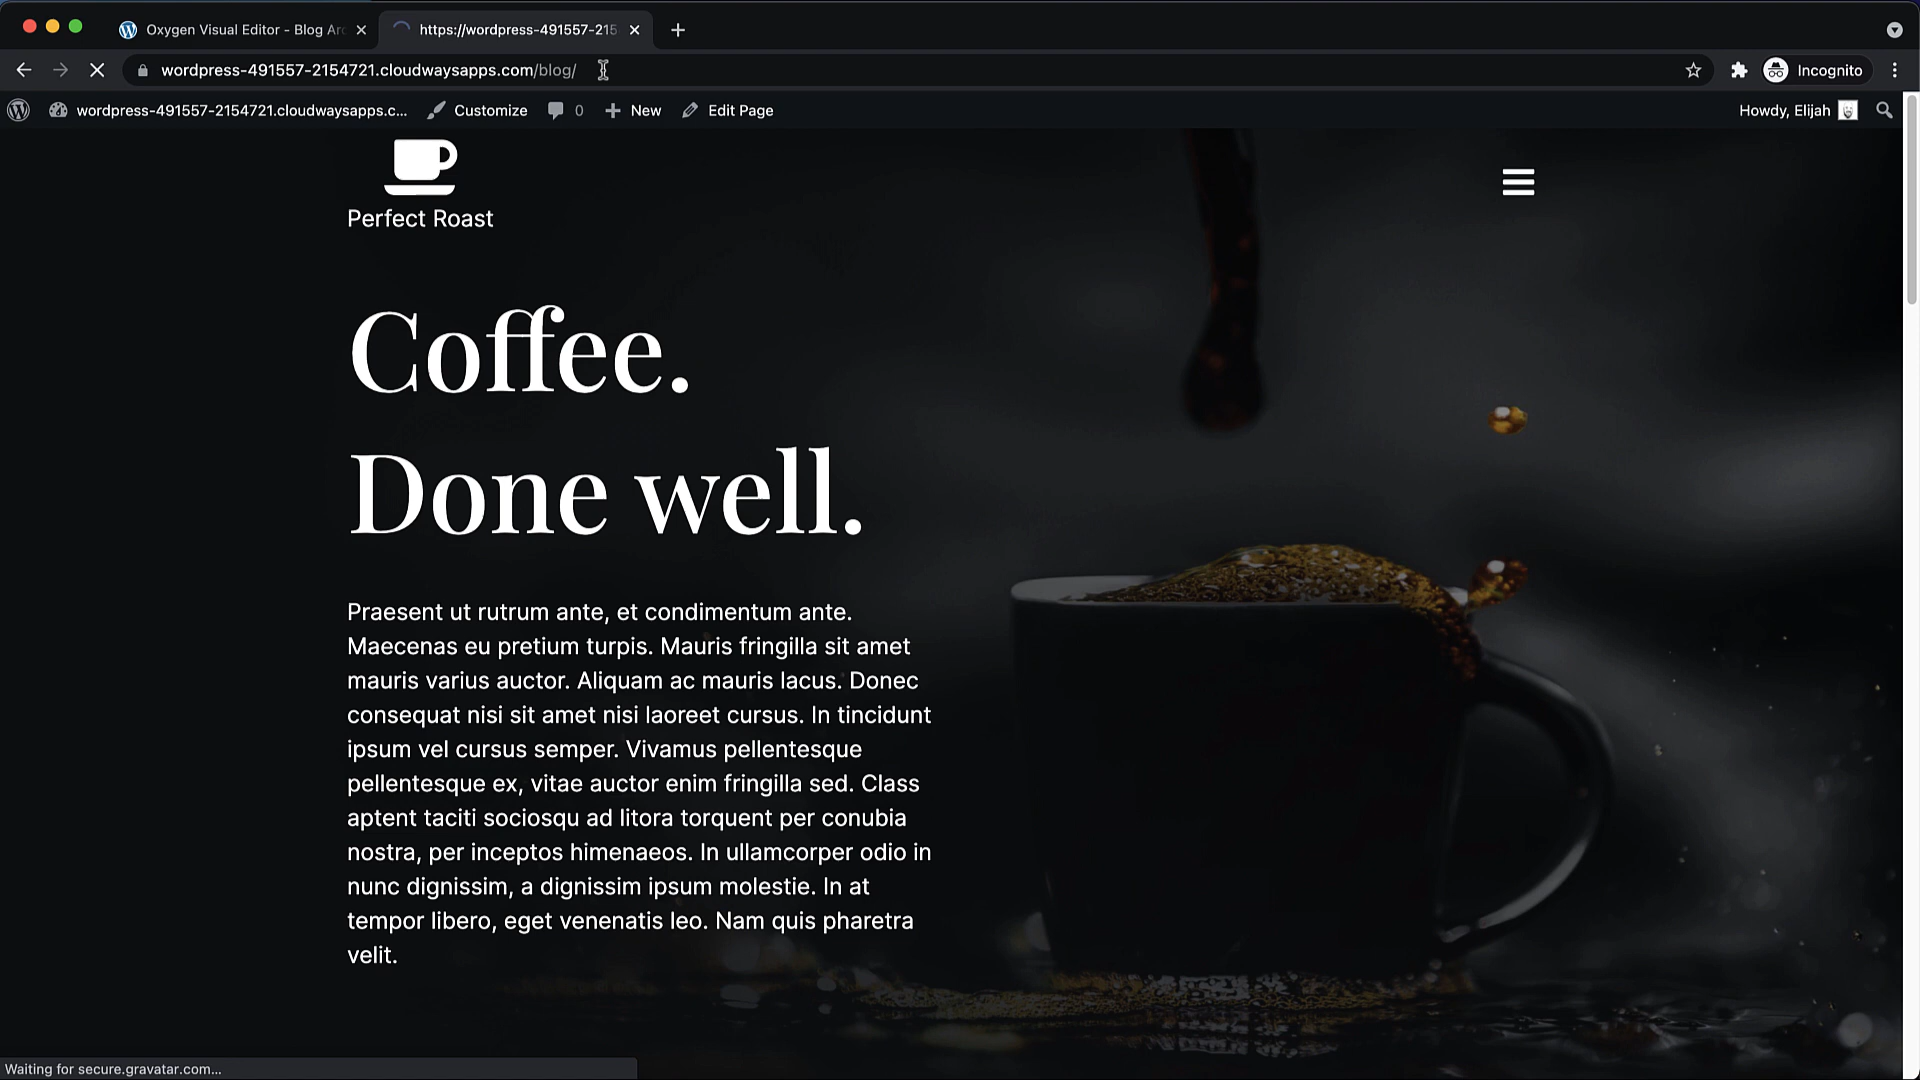 Oxygen Visual Editor - Blog Arc
https://wordpress-491557-215
wordpress-491557-2154721.cloudwaysapps.com/blog/
Incognito
wordpress-491557-2154721.cloudwaysapps.c...
Customize
0
New
Edit Page
Howdy, Elijah
Perfect Roast
Coffee.
Done well.
Praesent ut rutrum ante, et condimentum ante.
Maecenas eu pretium turpis. Mauris fringilla sit amet
mauris varius auctor. Aliquam ac mauris lacus. Donec
consequat nisi sit amet nisi laoreet cursus. In tincidunt
ipsum vel cursus semper. Vivamus pellentesque
pellentesque ex, vitae auctor enim fringilla sed. Class
aptent taciti sociosqu ad litora torquent per conubia
nostra, per inceptos himenaeos. In ullamcorper odio in
nunc dignissim, a dignissim ipsum molestie. In at
tempor libero, eget venenatis leo. Nam quis pharetra
velit.
Waiting for secure.gravatar.com...